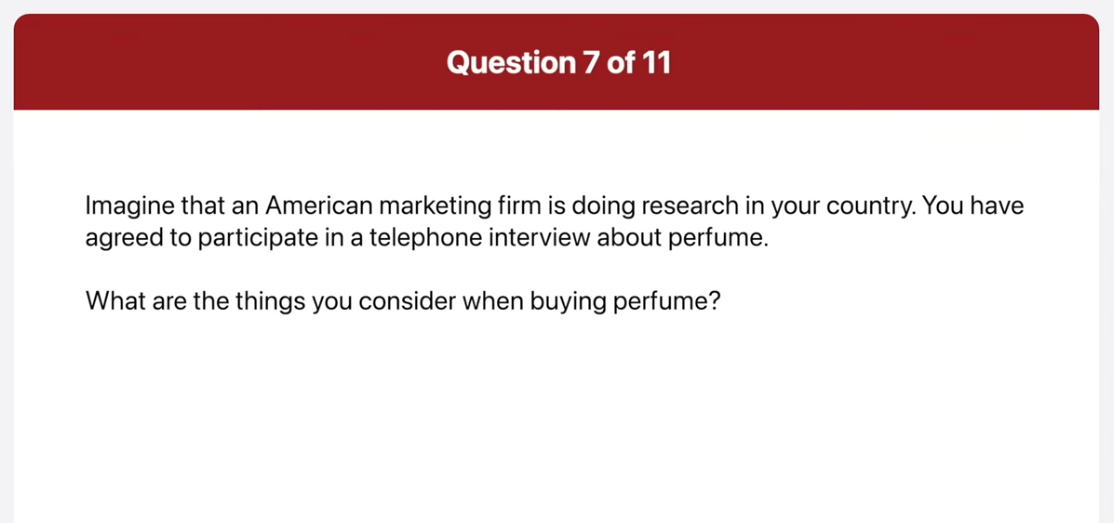 Question 7 of 11
Imagine that an American marketing firm is doing research in your country. You have
agreed to participate in a telephone interview about perfume.
What are the things you consider when buying perfume?